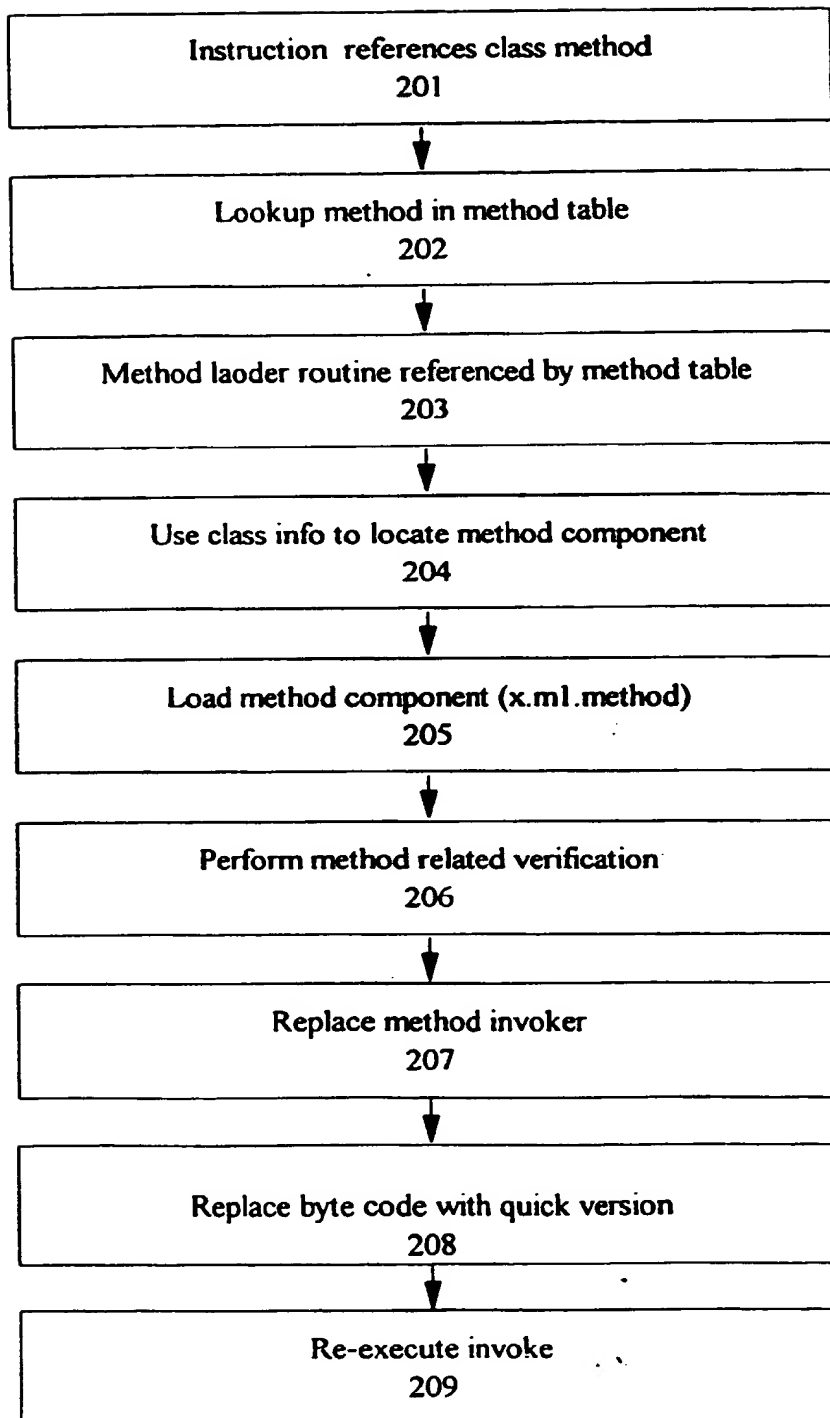 Instruction references class method
201
Lookup method in method table
202
Method laoder routine referenced by method table
203
Use class info to locate method component
204
Load method component (x.m1.method)
205
Perform method related verification
206
Replace method invoker
207
Replace byte code with quick version
208
Re-execute invoke
209